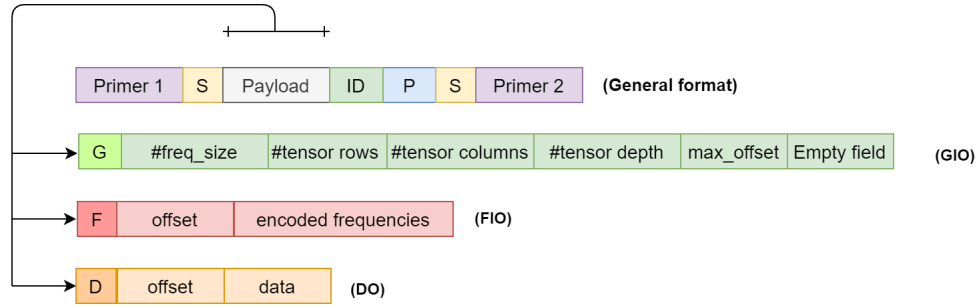 Primer 1 S Payload ID P S Primer 2 (General format)
G #freq_size #tensor rows #tensor columns #tensor depth max_offset Empty field (GIO)
F offset encoded frequencies (FIO)
D offset data (DO)